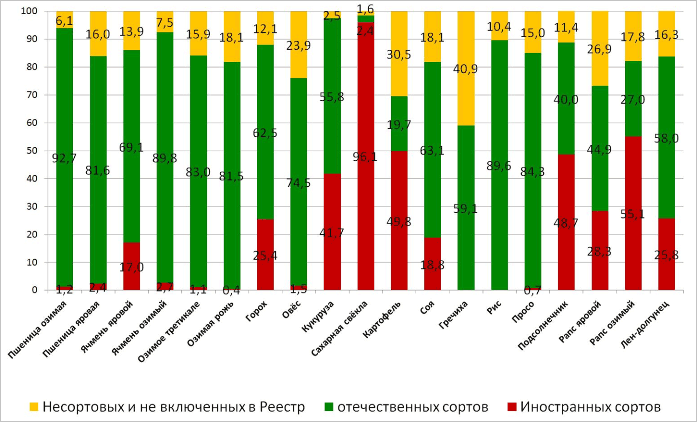 100
90
80
70
60
50
40
30
20
10
0
6,1 16,0 13,9 7,5 15,9 18,1 12,1 23,9 2,5 1,6 30,5 18,1 40,9 10,4 15,0 11,4 26,9 17,8 16,3
92,7 81,6 69,1 89,8 83,0 81,5 62,5 74,5 55,8 2,4 19,7 63,1 59,1 89,6 84,3 40,0 44,9 27,0 58,0
1,2 2,4 17,0 2,7 1,1 0,4 25,4 1,5 41,7 96,1 49,8 18,8 0,7 48,7 28,3 55,1 25,8
Пшеница озимая
Пшеница яровая
Ячмень яровой
Ячмень озимый
Озимое третикале
Озимая рожь
Горох
Овёс
Кукуруза
Сахарная свёкла
Картофель
Соя
Гречиха
Рис
Просо
Подсолнечник
Рапс яровой
Рапс озимый
Лен-долгунец
Несортовых и не включенных в Реестр отечественных сортов Иностранных сортов